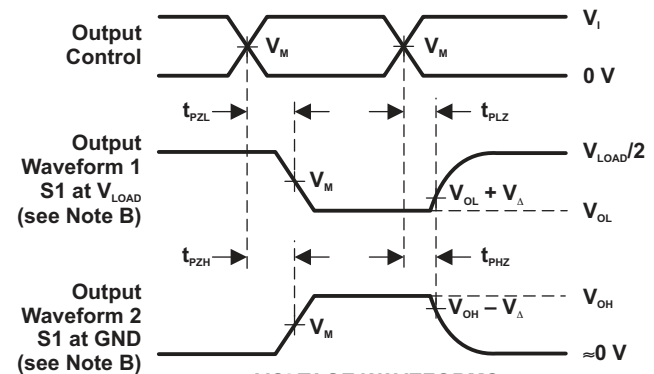 Output
Control
V_M
V_M
V_I
0 V
t_PZL
t_PLZ
Output
Waveform 1
S1 at V_LOAD
(see Note B)
V_M
V_OL + V_Δ
V_LOAD/2
V_OL
t_PZH
t_PHZ
Output
Waveform 2
S1 at GND
(see Note B)
V_M
V_OH − V_Δ
V_OH
≈0 V